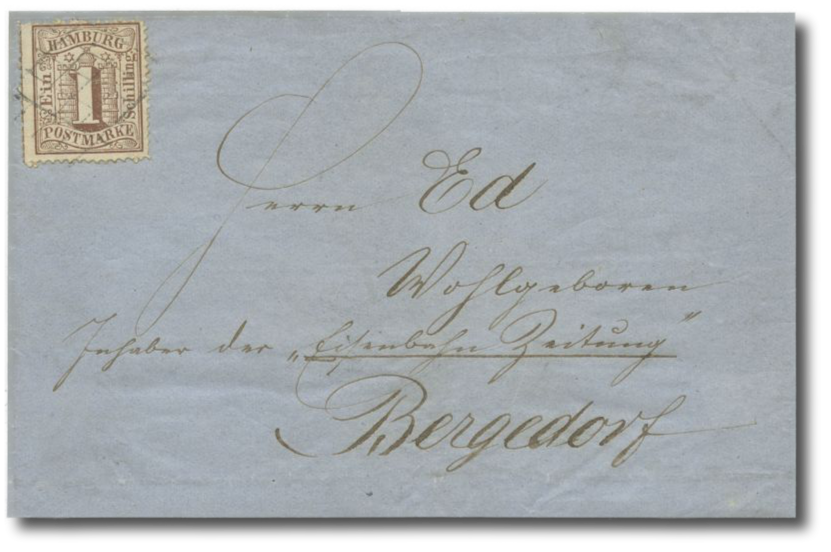 HAMBURG
Ein
1
Schilling
POSTMARKE
Herrn Ed
Wohlgeboren
Inhaber der „Eisenbahn Zeitung"
Bergedorf